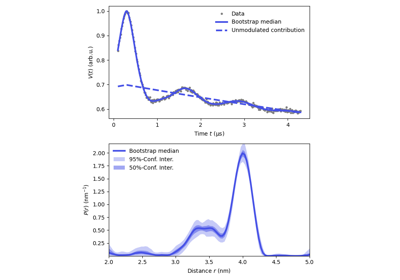 1.0
0.9
0.8
0.7
0.6
V(t) (arb.u.)
Data
Bootstrap median
Unmodulated contribution
0 1 2 3 4
Time t (μs)
2.00
1.75
1.50
1.25
1.00
0.75
0.50
0.25
P(r) (nm⁻¹)
Bootstrap median
95%-Conf. Inter.
50%-Conf. Inter.
2.0 2.5 3.0 3.5 4.0 4.5 5.0
Distance r (nm)